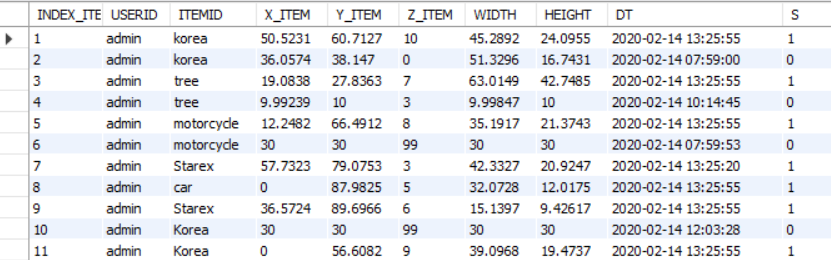 INDEX_ITE USERID ITEMID X_ITEM Y_ITEM Z_ITEM WIDTH HEIGHT DT S
1 admin korea 50.5231 60.7127 10 45.2892 24.0955 2020-02-14 13:25:55 1
2 admin korea 36.0574 38.147 0 51.3296 16.7431 2020-02-14 07:59:00 0
3 admin tree 19.0838 27.8363 7 63.0149 42.7485 2020-02-14 13:25:55 1
4 admin tree 9.99239 10 3 9.99847 10 2020-02-14 10:14:45 0
5 admin motorcycle 12.2482 66.4912 8 35.1917 21.3743 2020-02-14 13:25:55 1
6 admin motorcycle 30 30 99 30 30 2020-02-14 07:59:53 0
7 admin Starex 57.7323 79.0753 3 42.3327 20.9247 2020-02-14 13:25:20 1
8 admin car 0 87.9825 5 32.0728 12.0175 2020-02-14 13:25:55 1
9 admin Starex 36.5724 89.6966 6 15.1397 9.42617 2020-02-14 13:25:55 1
10 admin Korea 30 30 99 30 30 2020-02-14 12:03:28 0
11 admin Korea 0 56.6082 9 39.0968 19.4737 2020-02-14 13:25:55 1